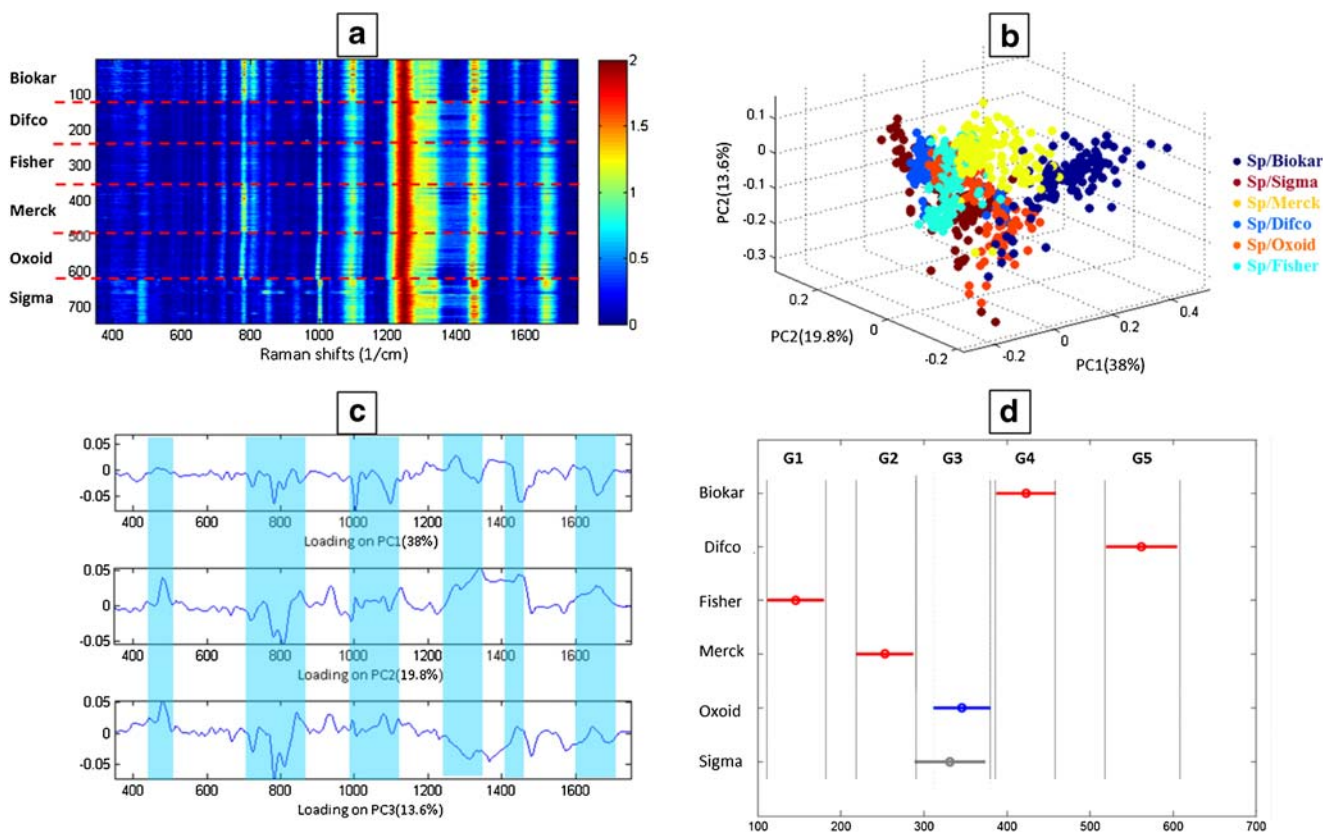 a
Biokar
Difco
Fisher
Merck
Oxoid
Sigma
100
200
300
400
500
600
700
400 600 800 1000 1200 1400 1600
Raman shifts (1/cm)
2
1.5
1
0.5
0
b
0.1
0
-0.1
-0.2
-0.3
PC2(13.6%)
0.2
0
-0.2
PC2(19.8%)
-0.2
0
0.2
0.4
PC1(38%)
Sp/Biokar
Sp/Sigma
Sp/Merck
Sp/Difco
Sp/Oxoid
Sp/Fisher
c
0.05
0
-0.05
400 600 800 1000 1200 1400 1600
Loading on PC1(38%)
0.05
0
-0.05
400 600 800 1000 1200 1400 1600
Loading on PC2(19.8%)
0.05
0
-0.05
400 600 800 1000 1200 1400 1600
Loading on PC3(13.6%)
d
G1 G2 G3 G4 G5
Biokar
Difco
Fisher
Merck
Oxoid
Sigma
100 200 300 400 500 600 700